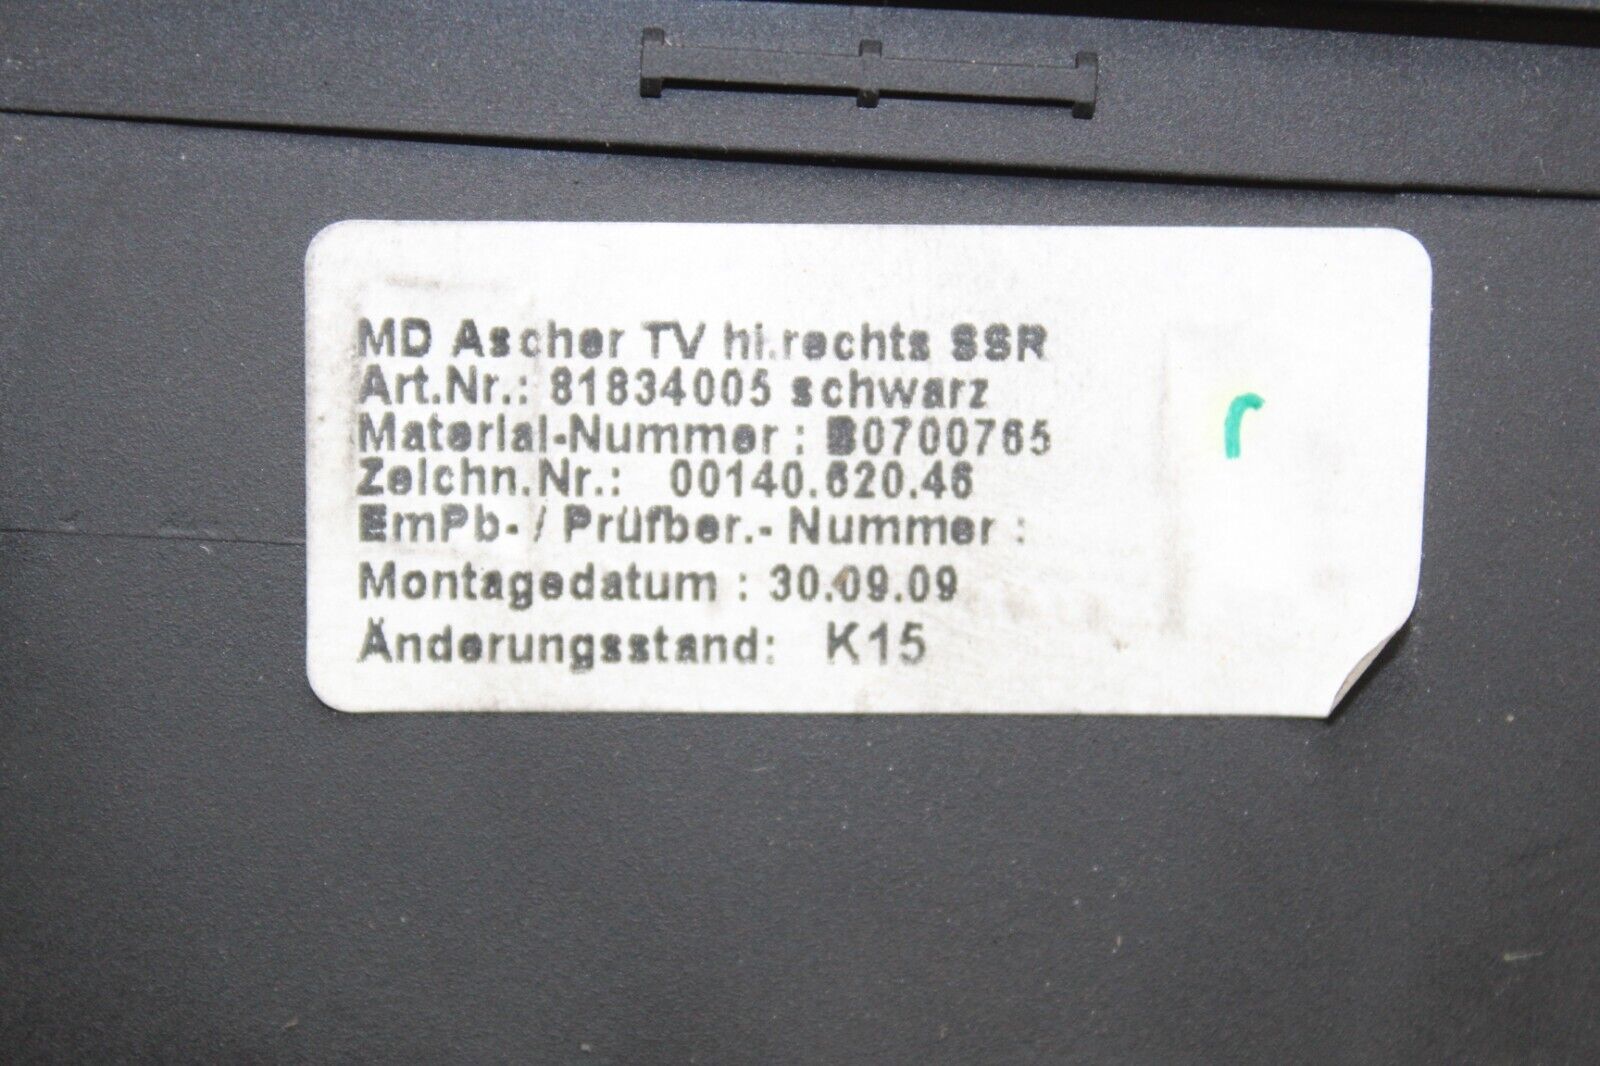 MD Ascher TV hi.rechts SSR
Art.Nr.: 81834005 schwarz
Material-Nummer :
Zeichn.Nr.: 00140.620.46
EmPb- / Prüfber.- Nummer :
Montagedatum : 30.09.09
Änderungsstand: K15
r